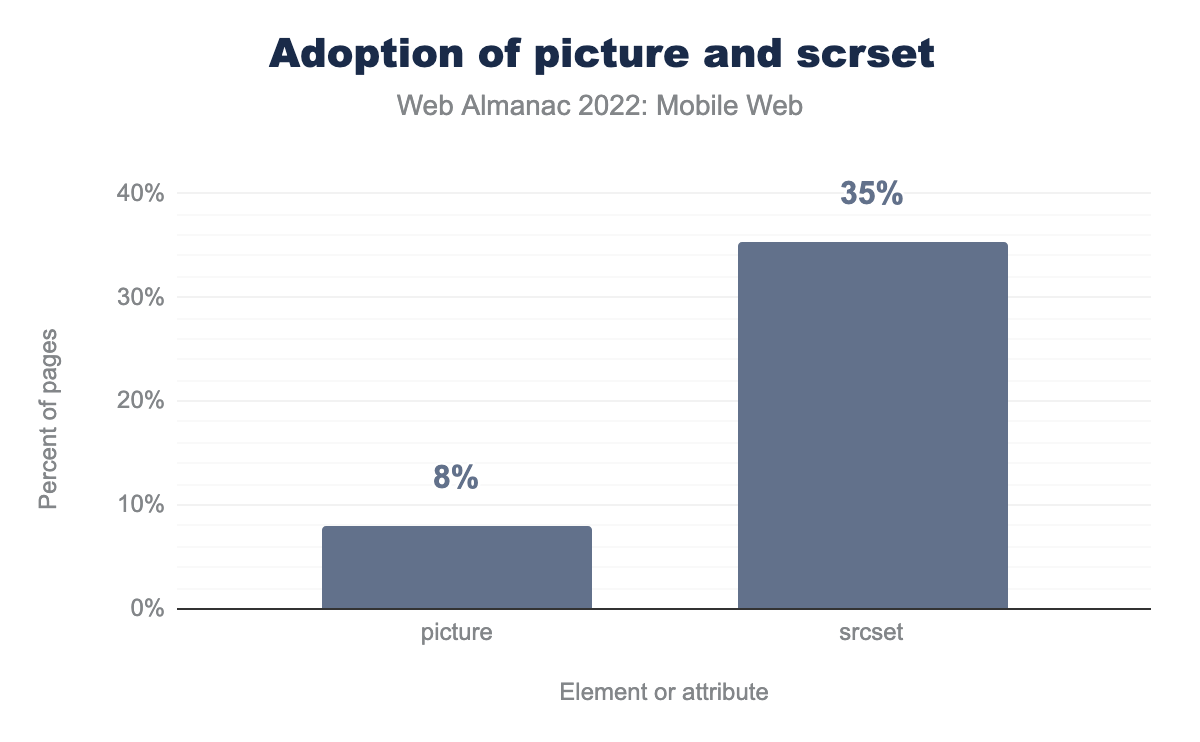 Adoption of picture and scrset
Web Almanac 2022: Mobile Web
Percent of pages
40%
30%
20%
10%
0%
8%
35%
picture
srcset
Element or attribute